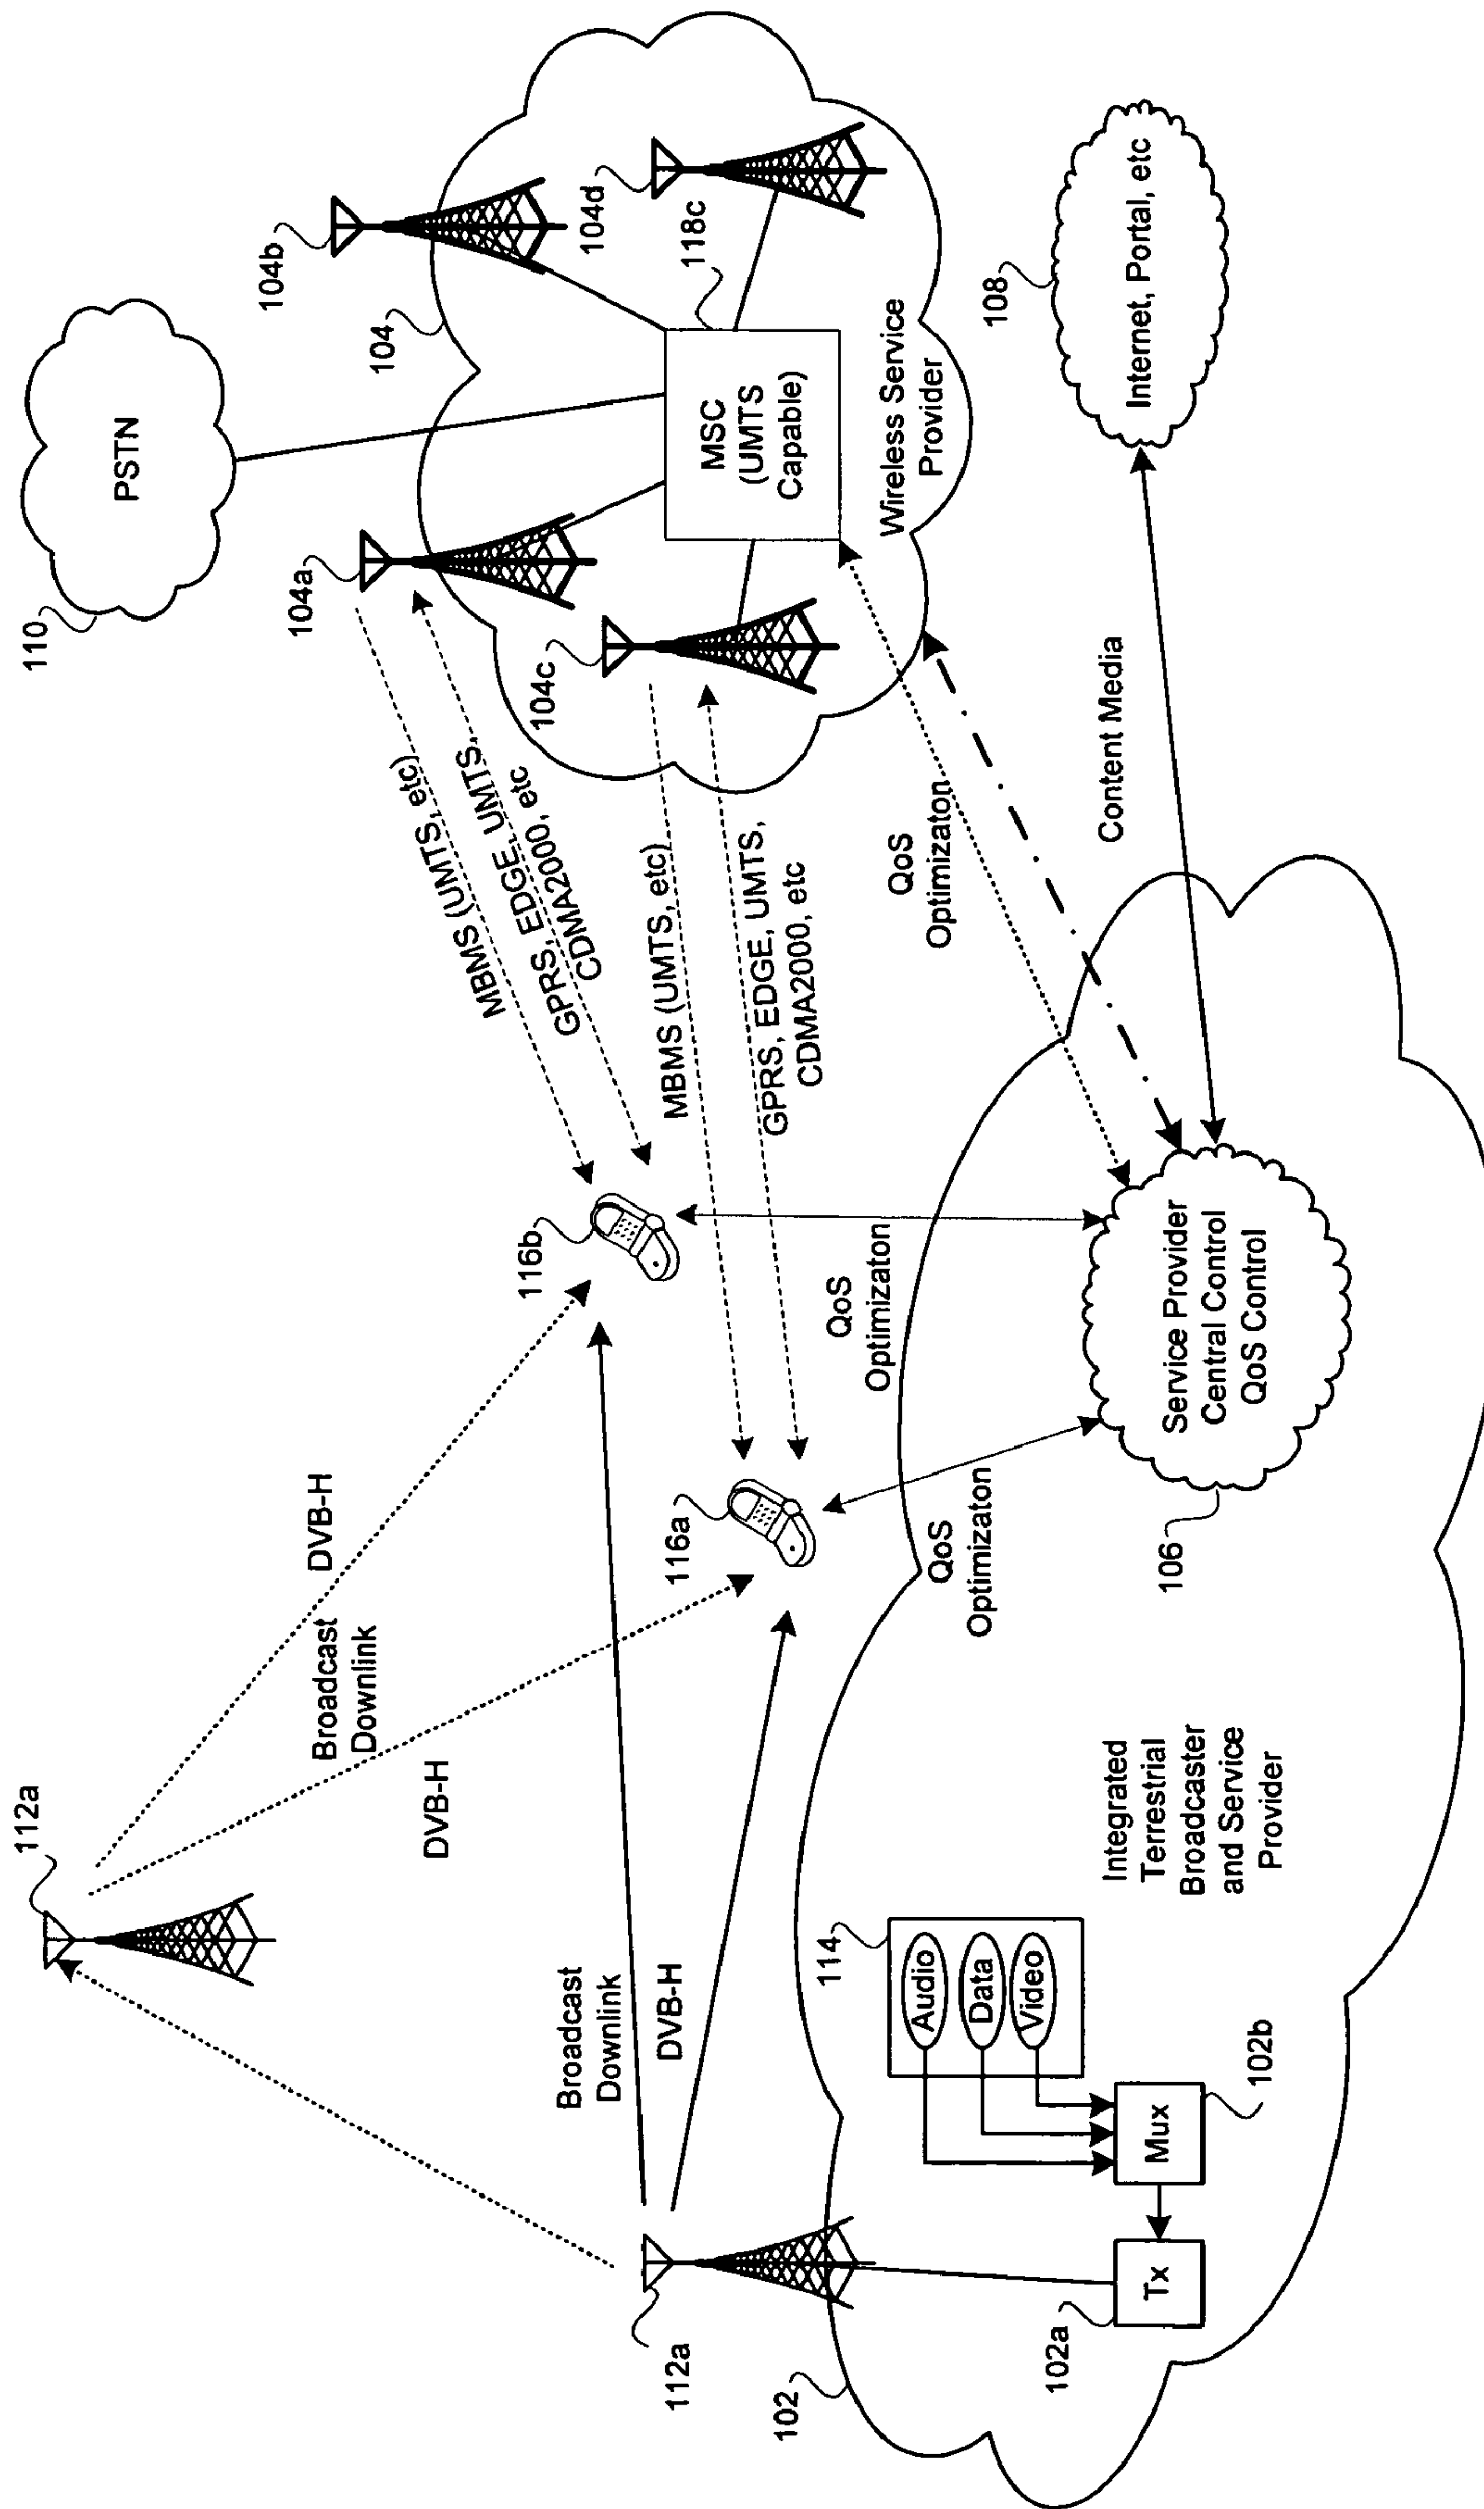 112a
110
PSTN
104a
104b
104
104c
104d
118c
MSC
(UMTS
Capable)
Wireless Service
Provider
MBMS (UMTS, etc)
GPRS, EDGE, UMTS,
CDMA2000, etc
MBMS (UMTS, etc)
GPRS, EDGE, UMTS,
CDMA2000, etc
DVB-H
Broadcast
Downlink
DVB-H
116b
116a
Broadcast
Downlink
DVB-H
112a
QoS
Optimizaton
QoS
Optimizaton
QoS
Optimizaton
108
Internet, Portal, etc
Content Media
102
114
Audio
Data
Video
102a
Tx
Mux
102b
Integrated
Terrestrial
Broadcaster
and Service
Provider
106
Service Provider
Central Control
QoS Control